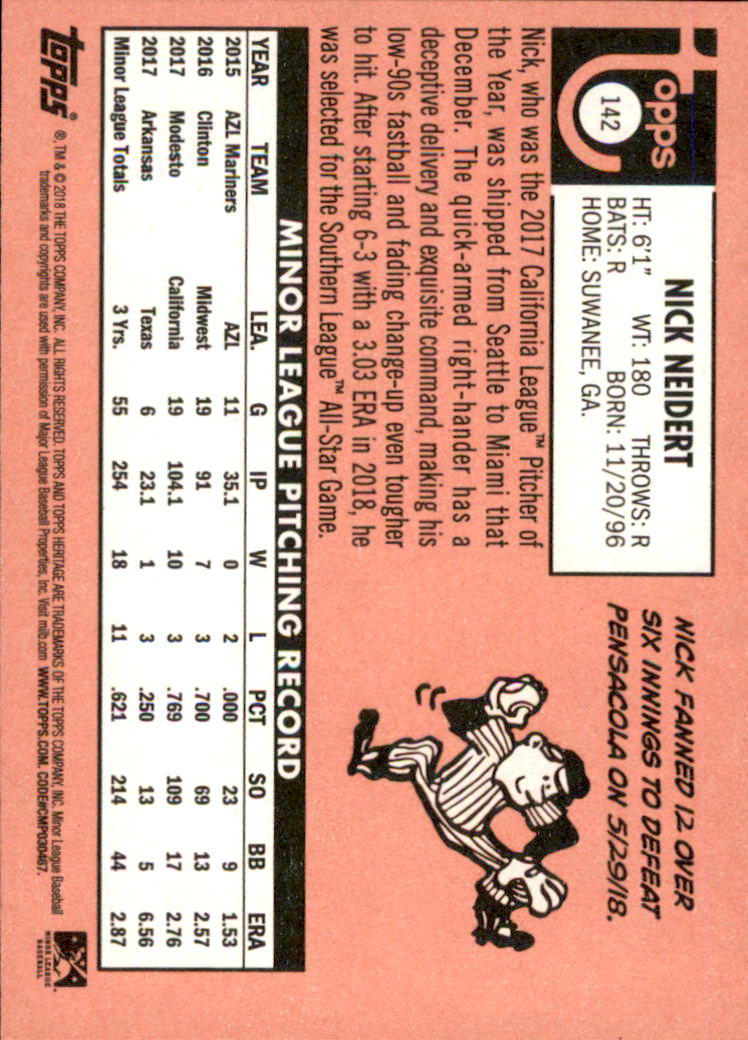 topps
142
NICK NEIDERT
HT: 6'1" WT: 180 THROWS: R
BATS: R BORN: 11/20/96
HOME: SUWANEE, GA.
NICK FANNED 12 OVER
SIX INNINGS TO DEFEAT
PENSACOLA ON 5/29/18.
Nick, who was the 2017 California League™ Pitcher of
the Year, was shipped from Seattle to Miami that
December. The quick-armed right-hander has a
deceptive delivery and exquisite command, making his
low-90s fastball and fading change-up even tougher
to hit. After starting 6-3 with a 3.03 ERA in 2018, he
was selected for the Southern League™ All-Star Game.
MINOR LEAGUE PITCHING RECORD
YEAR TEAM LEA. G IP W L PCT SO BB ERA
2015 AZL Mariners AZL 11 35.1 0 2 .000 23 9 1.53
2016 Clinton Midwest 19 91 7 3 .700 69 13 2.57
2017 Modesto California 19 104.1 10 3 .769 109 17 2.76
2017 Arkansas Texas 6 23.1 1 3 .250 13 5 6.56
Minor League Totals 3 Yrs. 55 254 18 11 .621 214 44 2.87
topps® ®, TM & © 2018 THE TOPPS COMPANY, INC. ALL RIGHTS RESERVED. TOPPS AND TOPPS HERITAGE ARE TRADEMARKS OF THE TOPPS COMPANY, INC. Minor League Baseball
trademarks and copyrights are used with permission of Major League Baseball Properties, Inc. Visit milb.com WWW.TOPPS.COM. CODE#CMP030467.
MINOR LEAGUE
BASEBALL